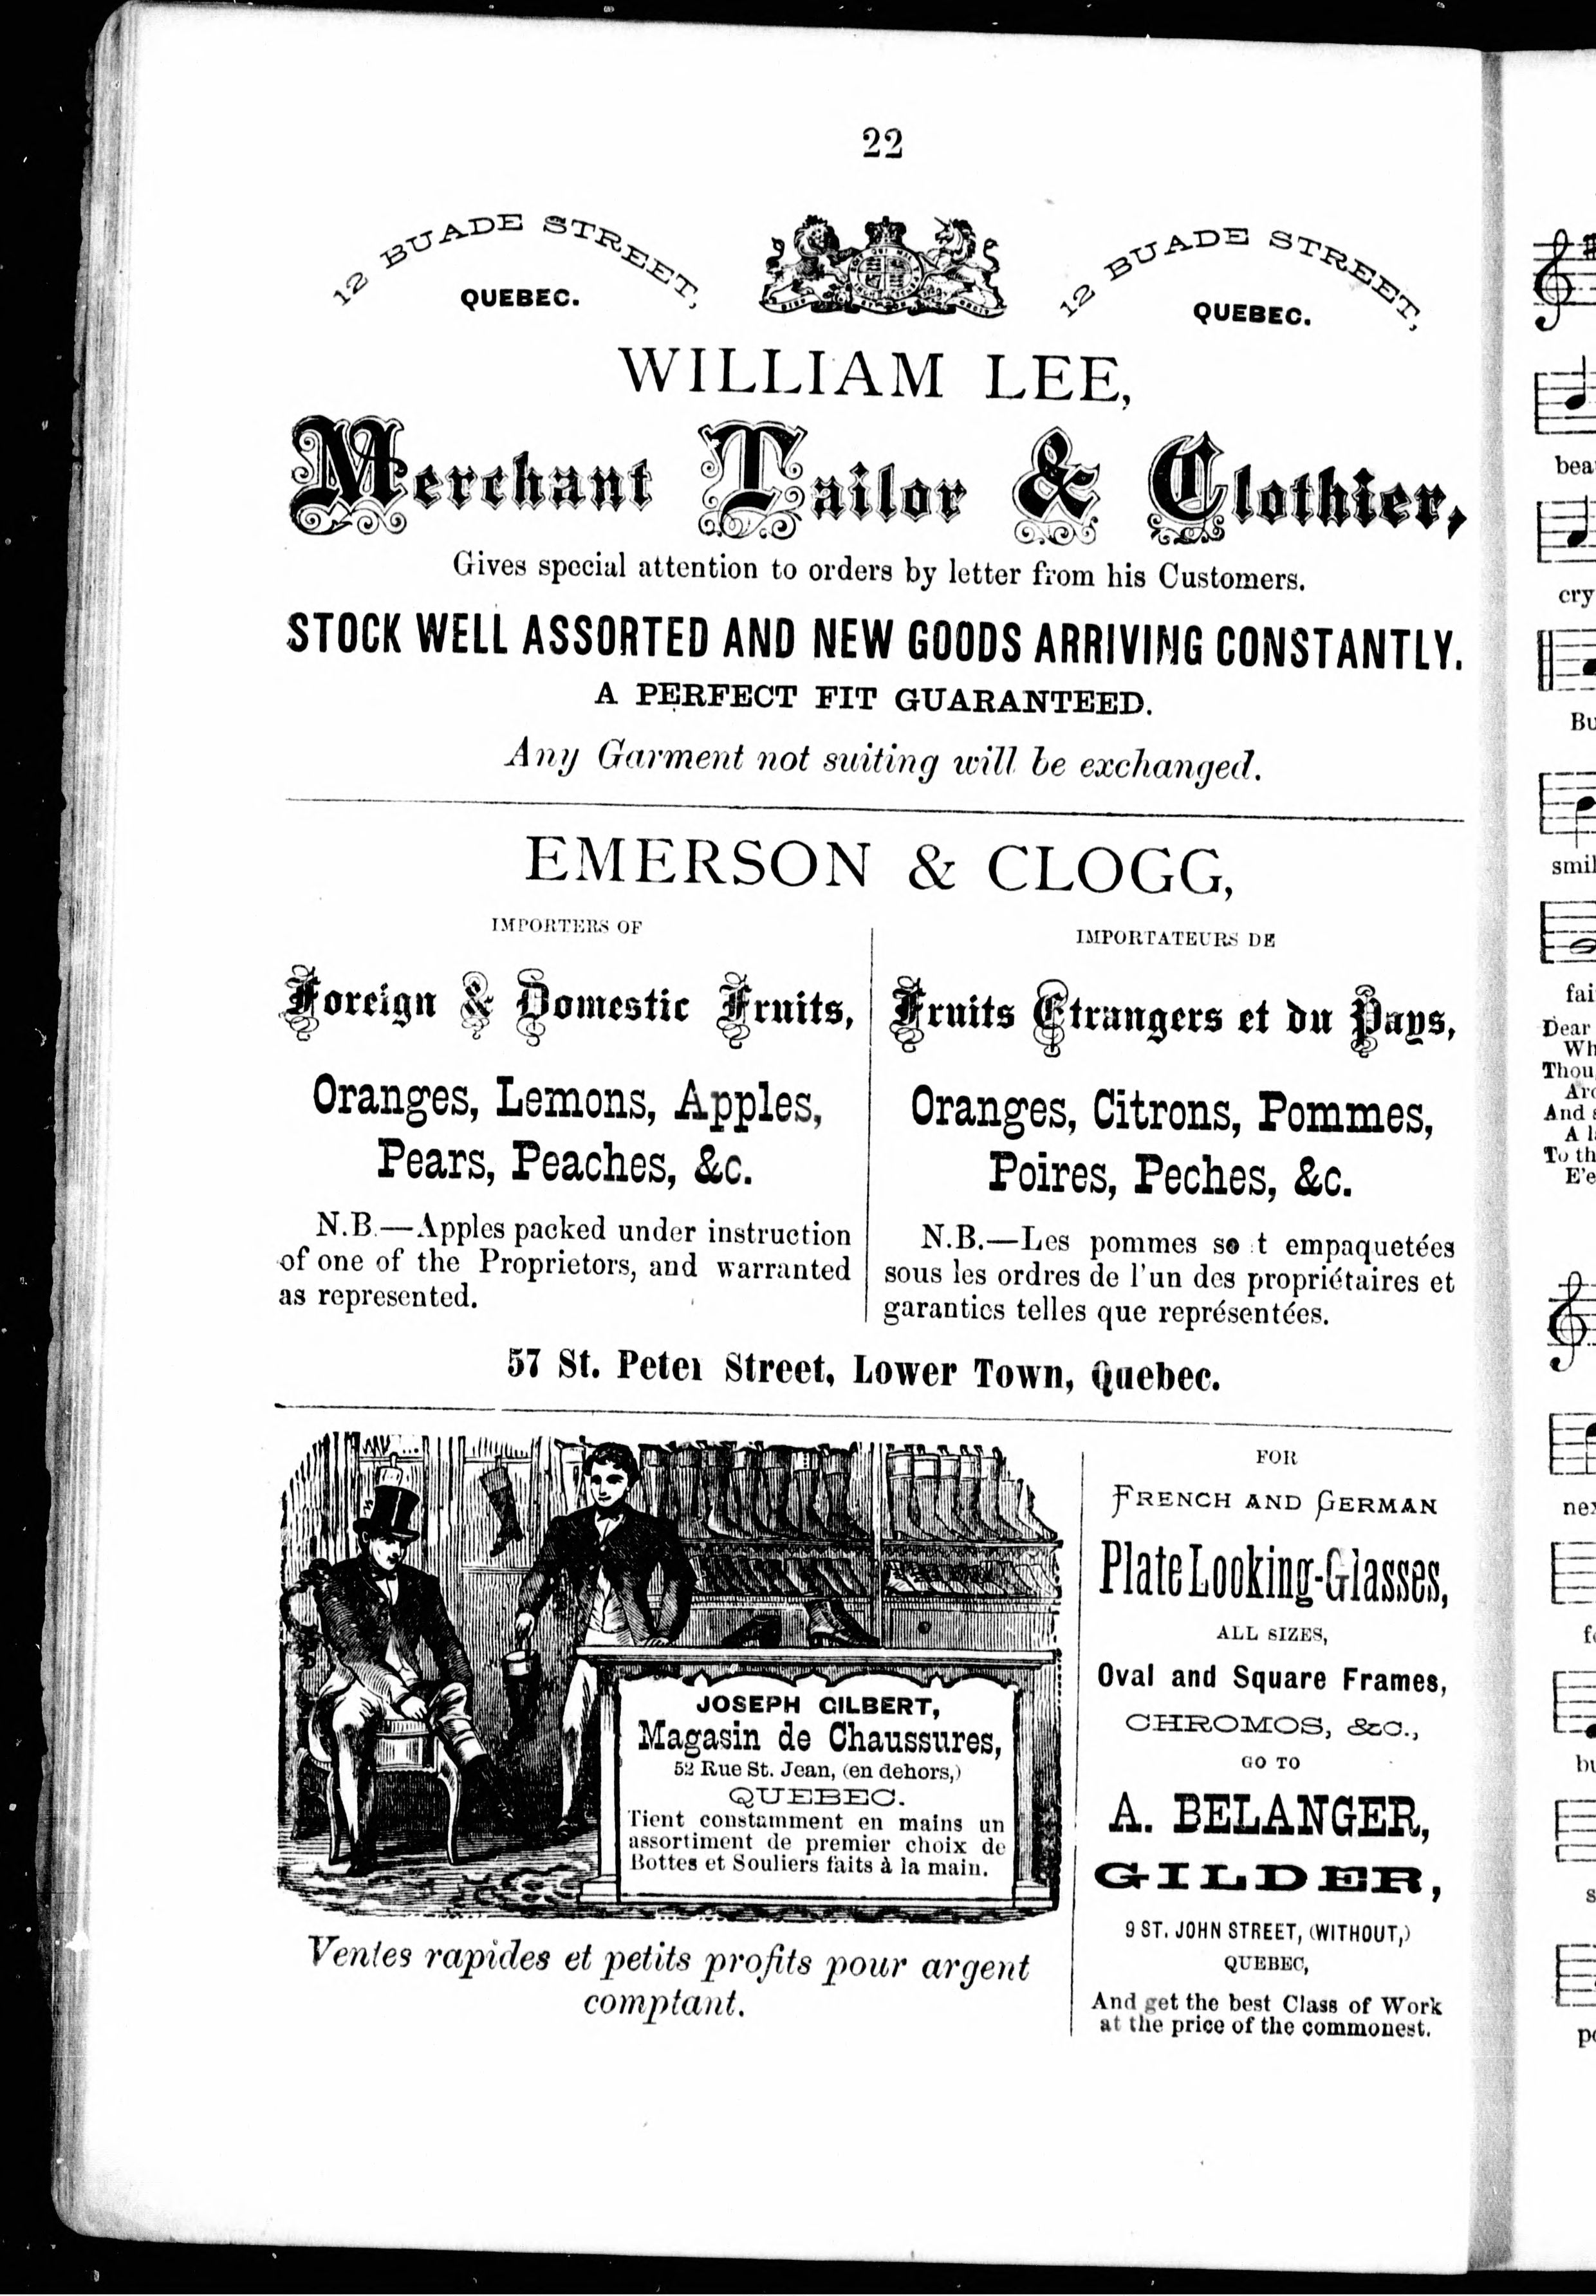 22
12 BUADE STREET,
QUEBEC.
12 BUADE STREET,
QUEBEC.
WILLIAM LEE,
Merchant Tailor & Clothier,
Gives special attention to orders by letter from his Customers.
STOCK WELL ASSORTED AND NEW GOODS ARRIVING CONSTANTLY.
A PERFECT FIT GUARANTEED.
Any Garment not suiting will be exchanged.
EMERSON & CLOGG,
IMPORTERS OF
Foreign & Domestic Fruits,
Oranges, Lemons, Apples,
Pears, Peaches, &c.
N.B.—Apples packed under instruction
of one of the Proprietors, and warranted
as represented.
IMPORTATEURS DE
Fruits Etrangers et du Pays,
Oranges, Citrons, Pommes,
Poires, Peches, &c.
N.B.—Les pommes so t empaquetées
sous les ordres de l'un des propriétaires et
garanties telles que représentées.
57 St. Peter Street, Lower Town, Quebec.
JOSEPH GILBERT,
Magasin de Chaussures,
52 Rue St. Jean, (en dehors,)
QUEBEC.
Tient constamment en mains un
assortiment de premier choix de
Bottes et Souliers faits à la main.
Ventes rapides et petits profits pour argent
comptant.
FOR
FRENCH AND GERMAN
Plate Looking-Glasses,
ALL SIZES,
Oval and Square Frames,
CHROMOS, &C.,
GO TO
A. BELANGER,
GILDER,
9 ST. JOHN STREET, (WITHOUT,)
QUEBEC,
And get the best Class of Work
at the price of the commonest.
cry
Dear
To th
E'e